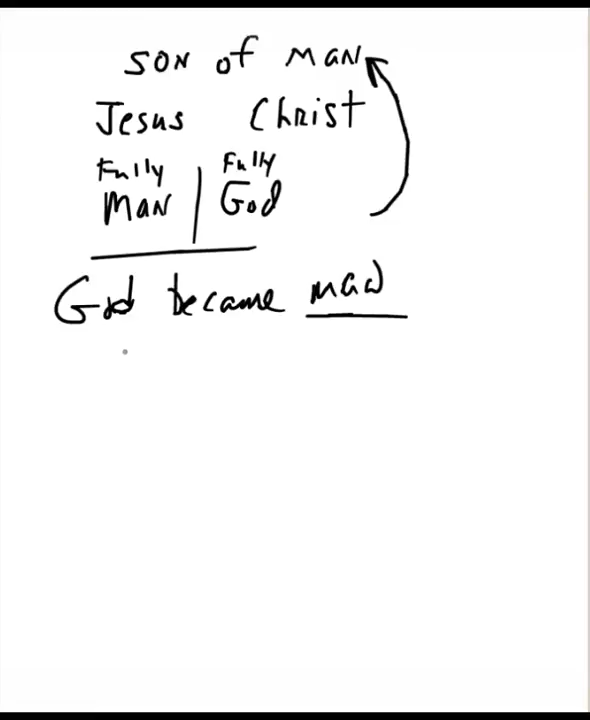 SON of MAN
Jesus Christ
Fully Fully
MAN | God
God became man